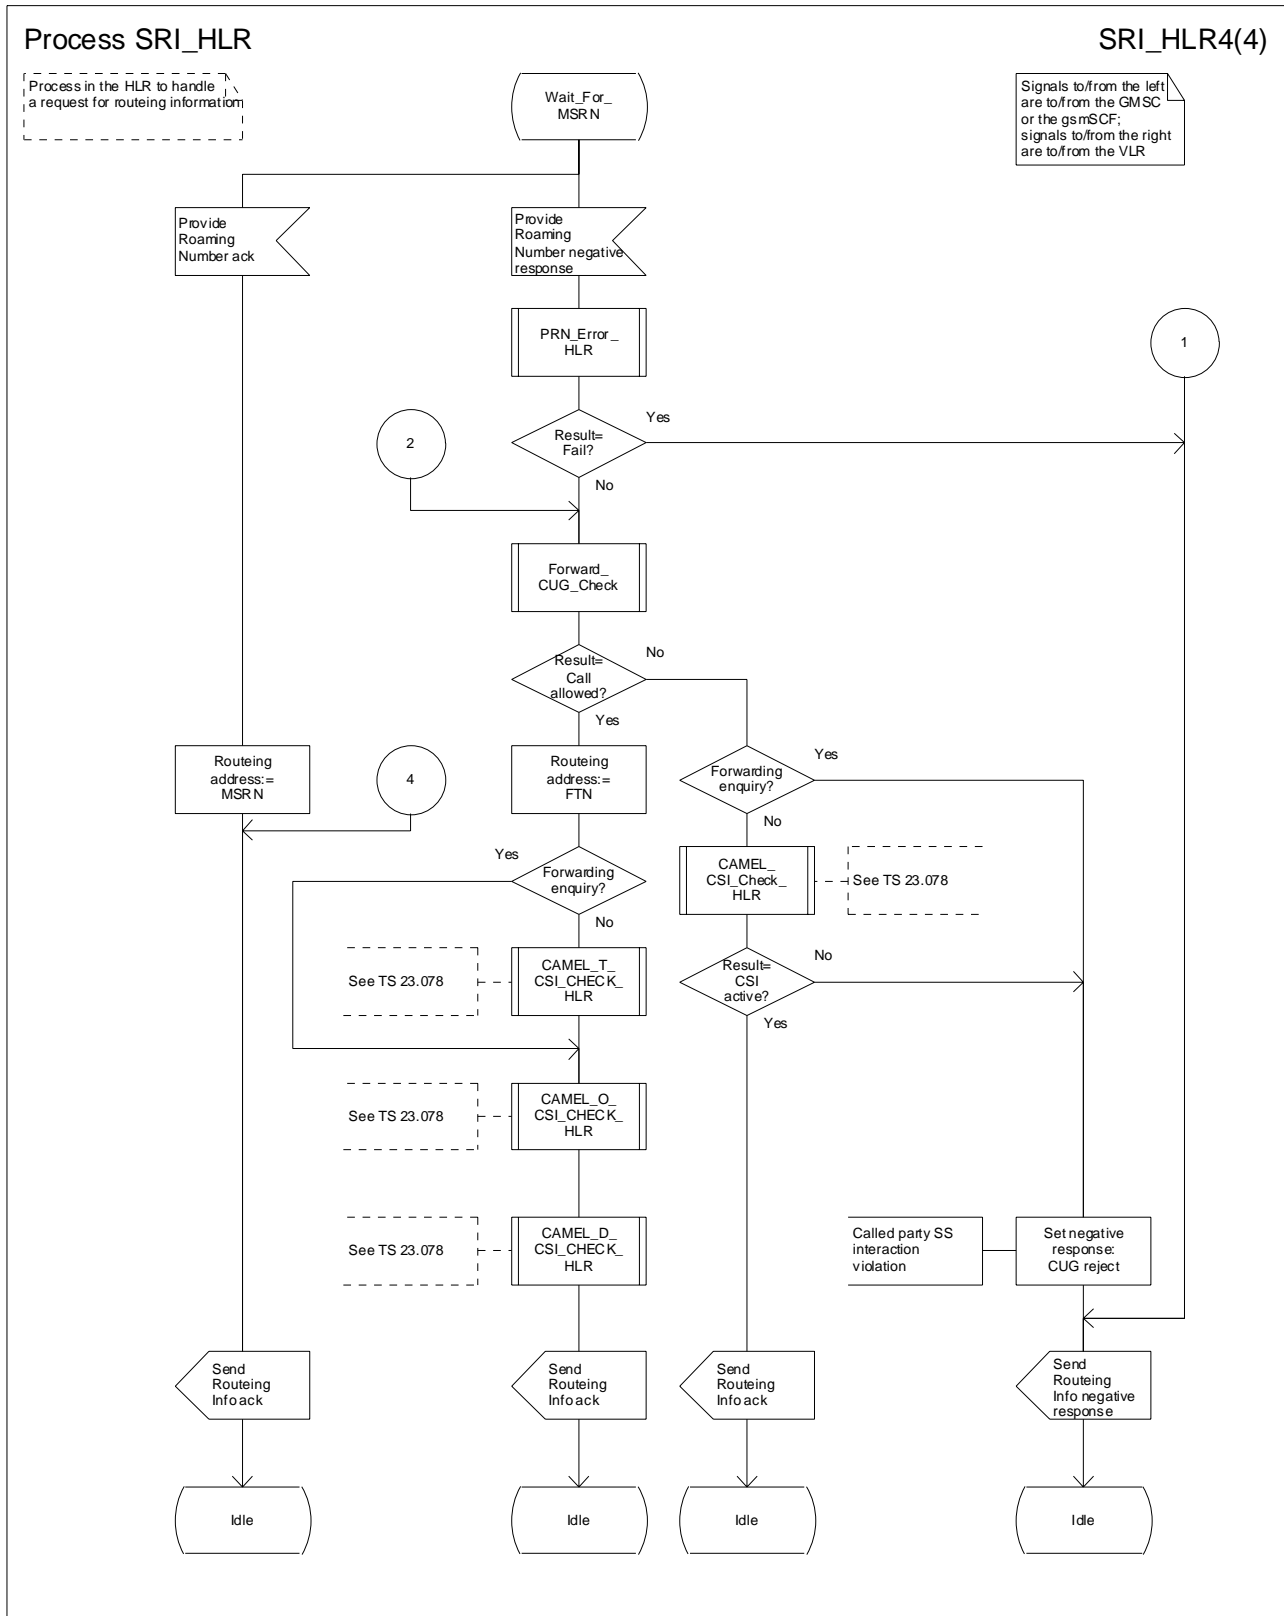 Process SRI_HLR
SRI_HLR4(4)
Process in the HLR to handle
a request for routeing information
Wait_For_
MSRN
Signals to/from the left
are to/from the GMSC
or the gsmSCF;
signals to/from the right
are to/from the VLR
Provide
Roaming
Number ack
Provide
Roaming
Number negative
response
PRN_Error_
HLR
1
Result=
Fail?
Yes
No
2
Forward_
CUG_Check
Result=
Call
allowed?
No
Yes
Routeing
address:=
MSRN
4
Routeing
address:=
FTN
Forwarding
enquiry?
Yes
No
Yes
Forwarding
enquiry?
No
CAMEL_
CSI_Check_
HLR
See TS 23.078
See TS 23.078
CAMEL_T_
CSI_CHECK_
HLR
Result=
CSI
active?
No
Yes
See TS 23.078
CAMEL_O_
CSI_CHECK_
HLR
See TS 23.078
CAMEL_D_
CSI_CHECK_
HLR
Called party SS
interaction
violation
Set negative
response:
CUG reject
Send
Routeing
Info ack
Send
Routeing
Info ack
Send
Routeing
Info ack
Send
Routeing
Info negative
response
Idle
Idle
Idle
Idle